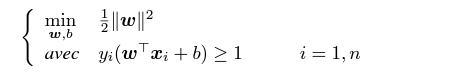 min w,b ½‖w‖²
avec yᵢ(w⊤xᵢ + b) ≥ 1 i = 1, n